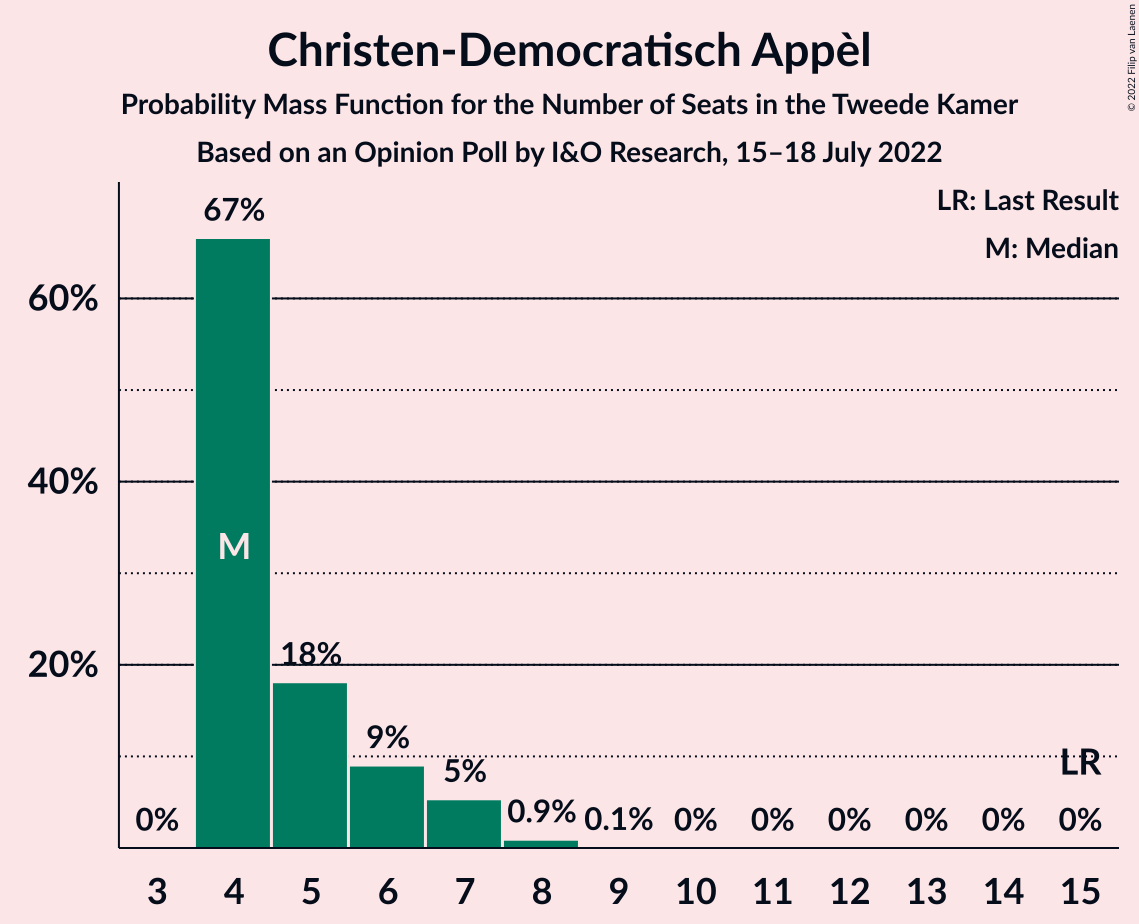 Christen-Democratisch Appèl
Probability Mass Function for the Number of Seats in the Tweede Kamer
Based on an Opinion Poll by I&O Research, 15–18 July 2022
© 2022 Filip van Laenen
LR: Last Result
M: Median
67%
60%
40%
M
20%
18%
9%
5%
LR
0%
0.9%
0.1%
0%
0%
0%
0%
0%
0%
3 4 5 6 7 8 9 10 11 12 13 14 15